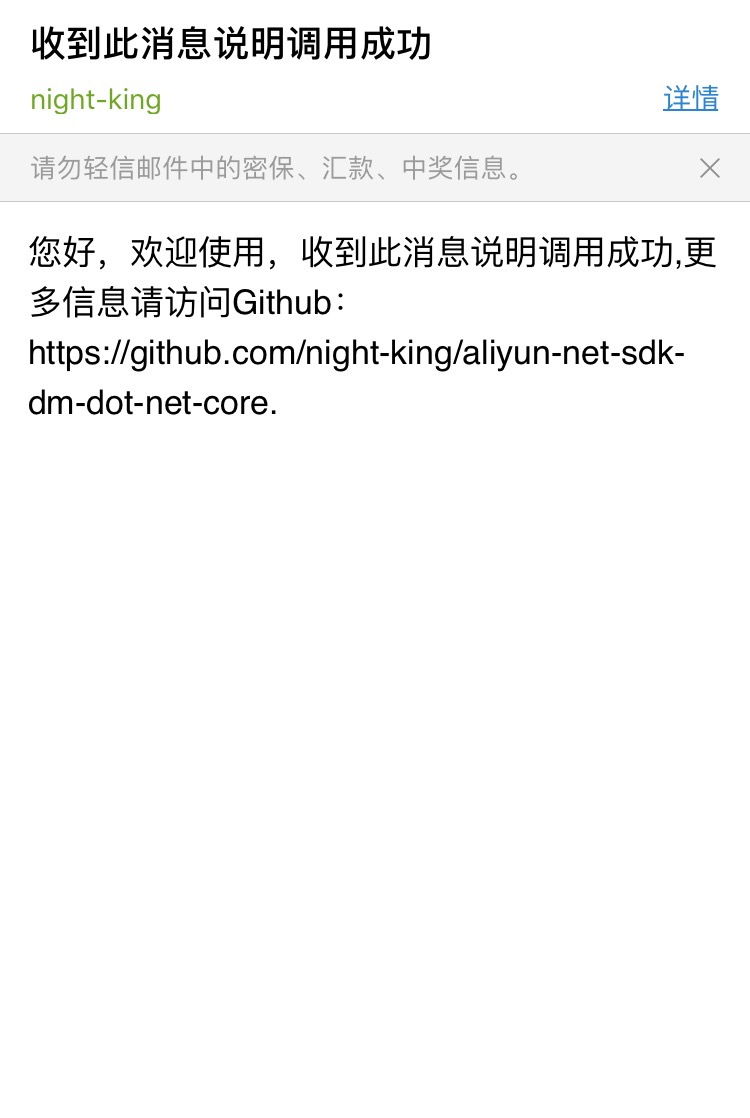 收到此消息说明调用成功
night-king 详情
请勿轻信邮件中的密保、汇款、中奖信息。
您好，欢迎使用，收到此消息说明调用成功,更
多信息请访问Github：
https://github.com/night-king/aliyun-net-sdk-
dm-dot-net-core.